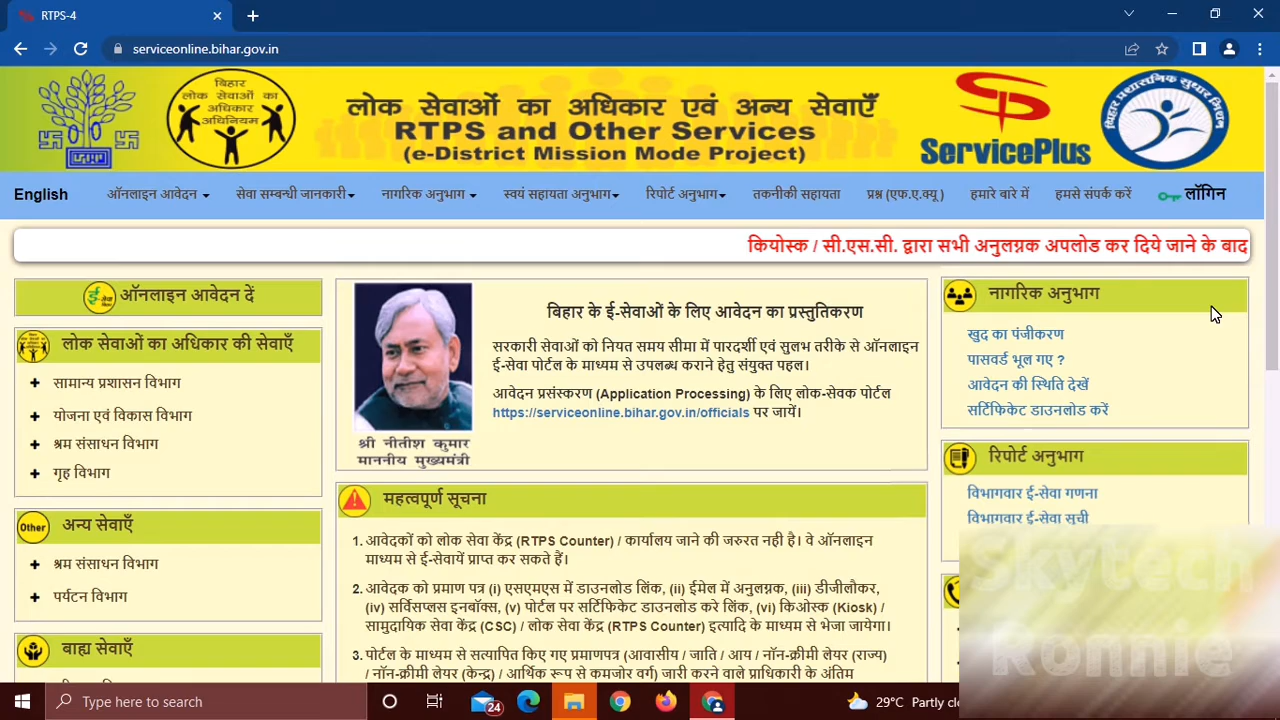 RTPS-4
serviceonline.bihar.gov.in
बिहार
लोक सेवाओं का
अधिकार
अधिनियम
लोक सेवाओं का अधिकार एवं अन्य सेवाएँ
RTPS and Other Services
(e-District Mission Mode Project)
ServicePlus
बिहार प्रशासनिक सुधार मिशन
English
ऑनलाइन आवेदन
सेवा सम्बन्धी जानकारी
नागरिक अनुभाग
स्वयं सहायता अनुभाग
रिपोर्ट अनुभाग
तकनीकी सहायता
प्रश्न (एफ.ए.क्यू )
हमारे बारे में
हमसे संपर्क करें
लॉगिन
कियोस्क / सी.एस.सी. द्वारा सभी अनुलग्नक अपलोड कर दिये जाने के बाद
ऑनलाइन आवेदन दें
लोक सेवाओं का अधिकार की सेवाएँ
सामान्य प्रशासन विभाग
योजना एवं विकास विभाग
श्रम संसाधन विभाग
गृह विभाग
Other
अन्य सेवाएँ
श्रम संसाधन विभाग
पर्यटन विभाग
बाह्य सेवाएँ
श्री नीतीश कुमार
माननीय मुख्यमंत्री
बिहार के ई-सेवाओं के लिए आवेदन का प्रस्तुतिकरण
सरकारी सेवाओं को नियत समय सीमा में पारदर्शी एवं सुलभ तरीके से ऑनलाइन
ई-सेवा पोर्टल के माध्यम से उपलब्ध कराने हेतु संयुक्त पहल।
आवेदन प्रसंस्करण (Application Processing) के लिए लोक-सेवक पोर्टल
https://serviceonline.bihar.gov.in/officials पर जायें।
महत्वपूर्ण सूचना
1. आवेदकों को लोक सेवा केंद्र (RTPS Counter) / कार्यालय जाने की जरुरत नही है। वे ऑनलाइन
माध्यम से ई-सेवायें प्राप्त कर सकते हैं।
2. आवेदक को प्रमाण पत्र (i) एसएमएस में डाउनलोड लिंक, (ii) ईमेल में अनुलग्नक, (iii) डीजीलौकर,
(iv) सर्विसप्लस इनबॉक्स, (v) पोर्टल पर सर्टिफिकेट डाउनलोड करे लिंक, (vi) किओस्क (Kiosk) /
सामुदायिक सेवा केंद्र (CSC) / लोक सेवा केंद्र (RTPS Counter) इत्यादि के माध्यम से भेजा जायेगा।
3. पोर्टल के माध्यम से सत्यापित किए गए प्रमाणपत्र (आवासीय / जाति / आय / नॉन-क्रीमी लेयर (राज्य)
/ नॉन-क्रीमी लेयर (केन्द्र) / आर्थिक रूप से कमजोर वर्ग) जारी करने वाले प्राधिकारी के अंतिम
नागरिक अनुभाग
खुद का पंजीकरण
पासवर्ड भूल गए ?
आवेदन की स्थिति देखें
सर्टिफिकेट डाउनलोड करें
रिपोर्ट अनुभाग
विभागवार ई-सेवा गणना
विभागवार ई-सेवा सूची
Skytech
Ronnie
Type here to search
24
29°C Partly